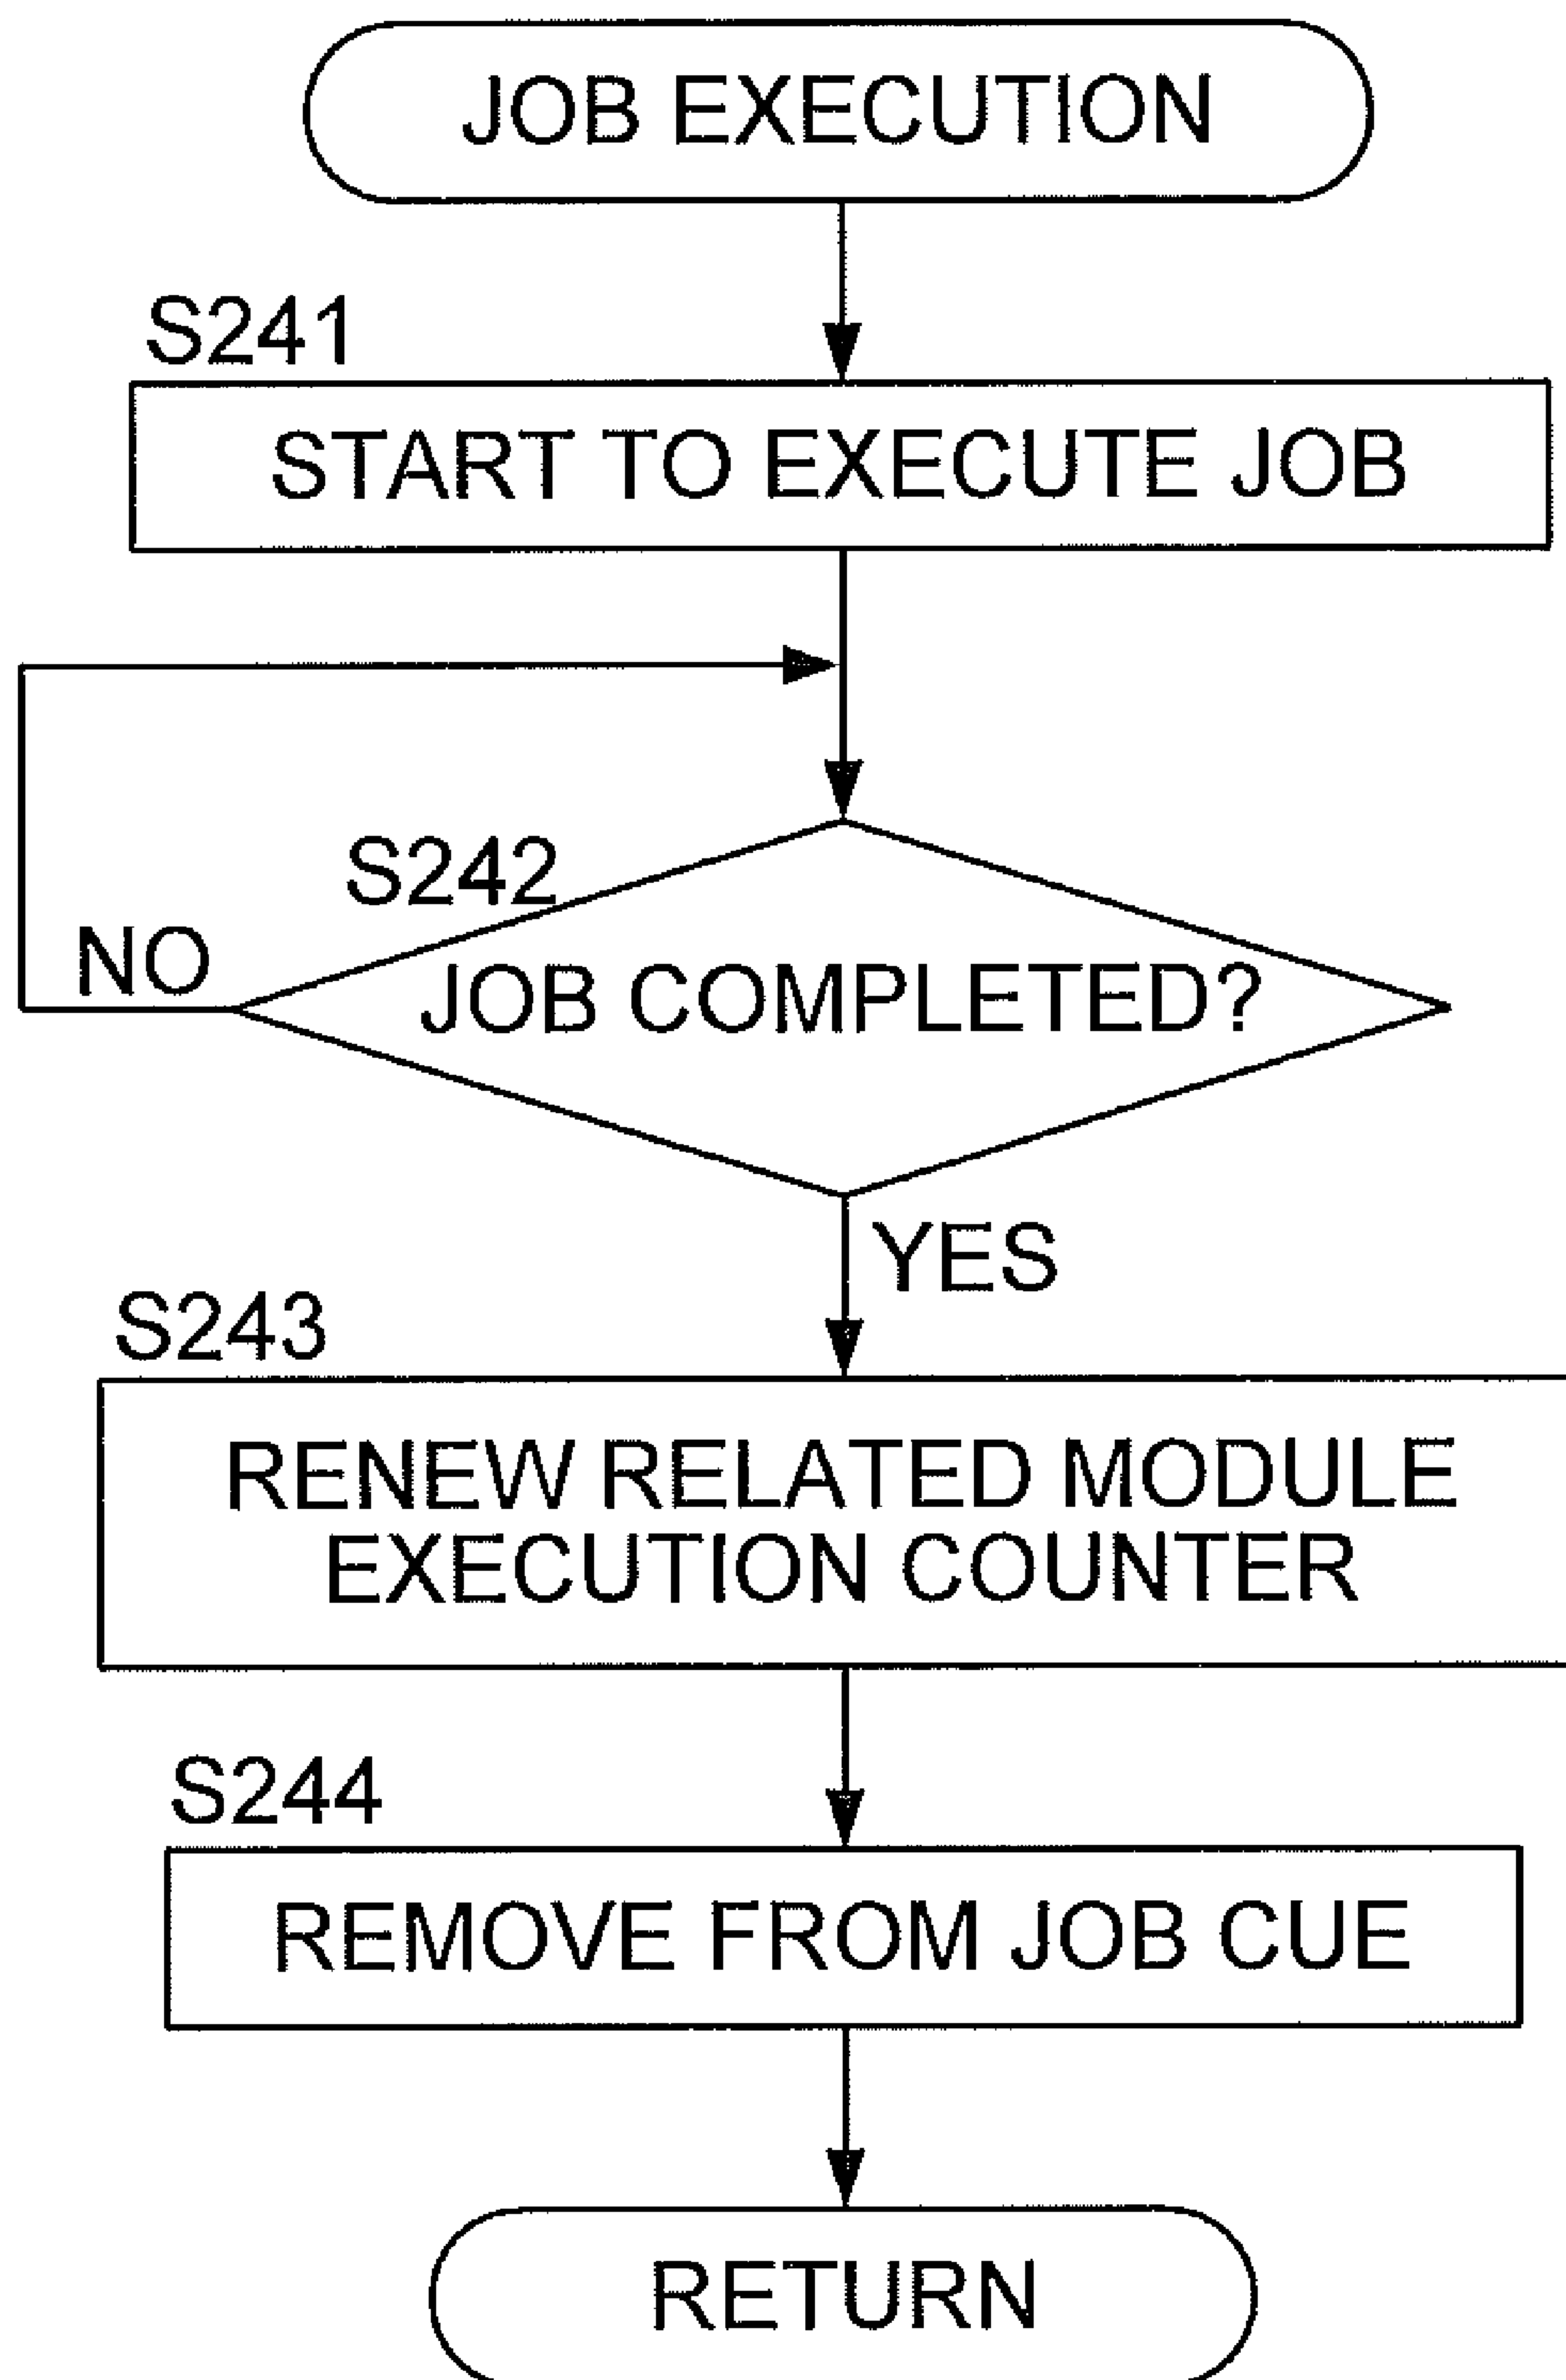 JOB EXECUTION
S241
START TO EXECUTE JOB
S242
NO
JOB COMPLETED?
YES
S243
RENEW RELATED MODULE
EXECUTION COUNTER
S244
REMOVE FROM JOB CUE
RETURN